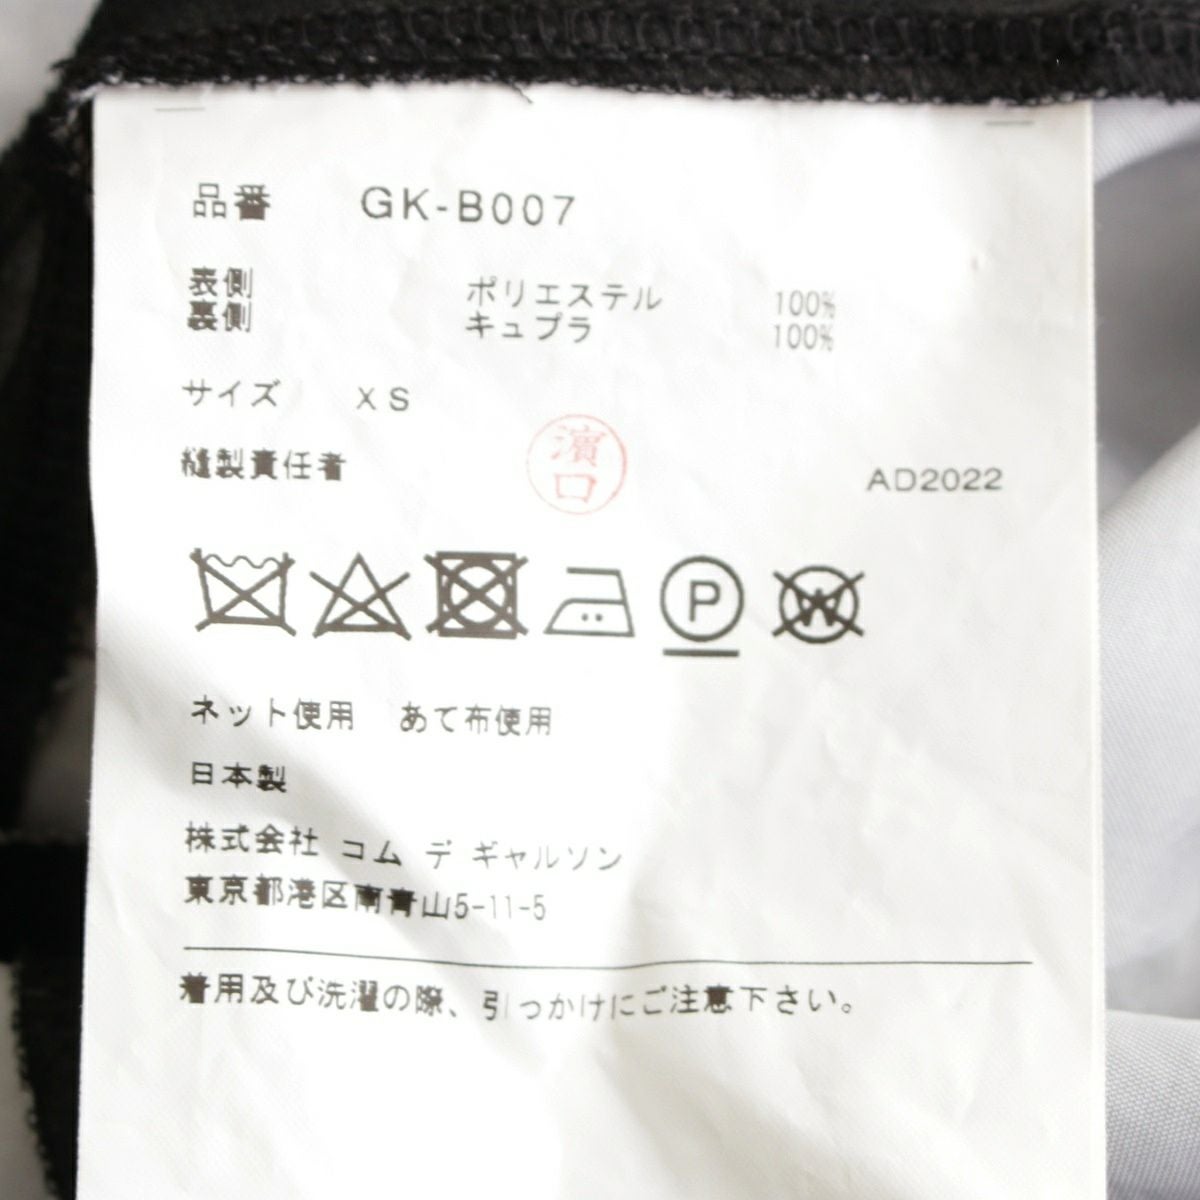 品番 GK-B007
表側 ポリエステル 100%
裏側 キュプラ 100%
サイズ XS
縫製責任者 濱口 AD2022
P W
ネット使用 あて布使用
日本製
株式会社 コム デ ギャルソン
東京都港区南青山5-11-5
着用及び洗濯の際、引っかけにご注意下さい。